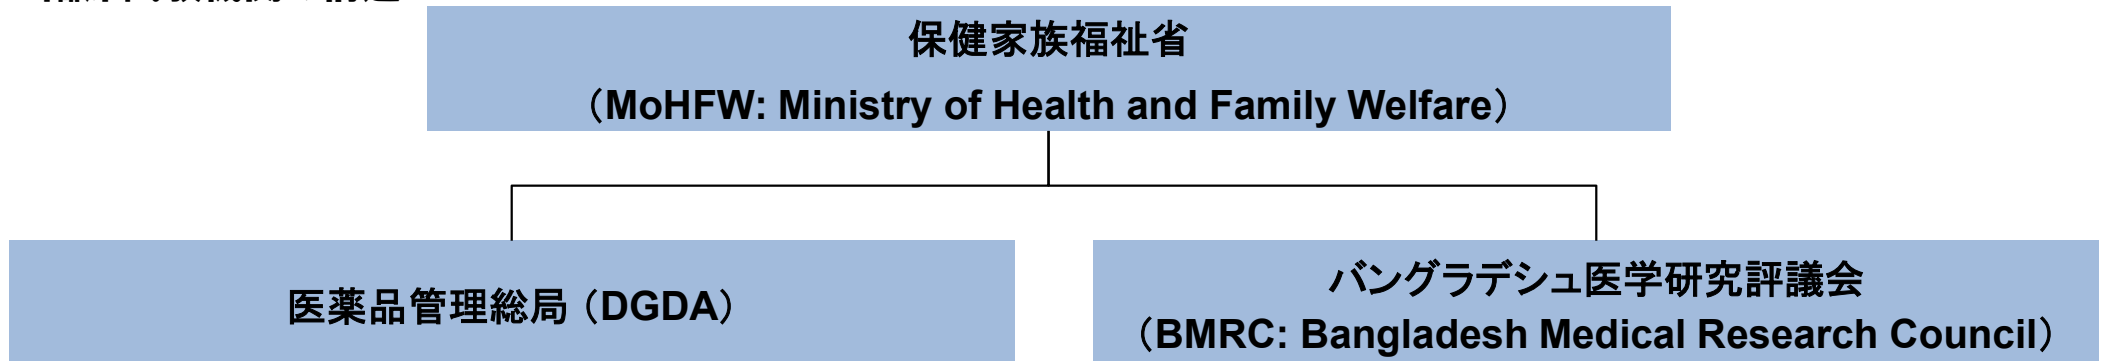 保健家族福祉省
（MoHFW: Ministry of Health and Family Welfare）
医薬品管理総局（DGDA）
バングラデシュ医学研究評議会
（BMRC: Bangladesh Medical Research Council）